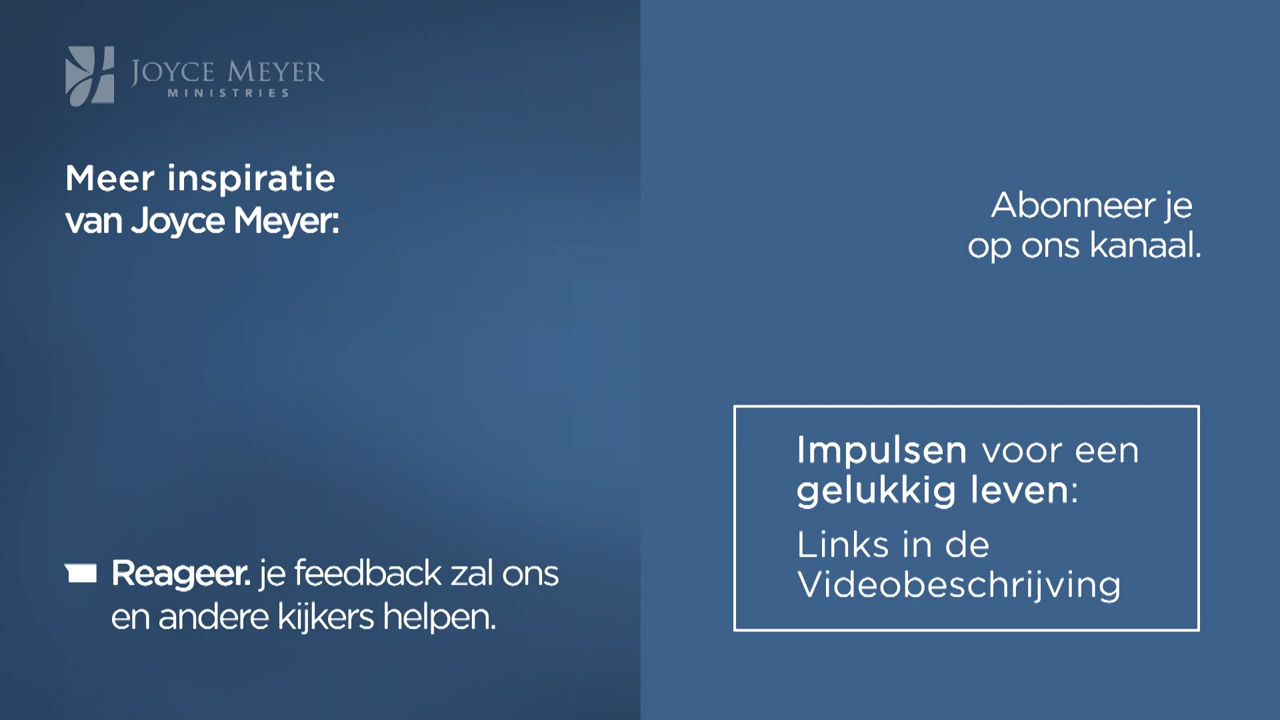 JOYCE MEYER
MINISTRIES
Meer inspiratie
van Joyce Meyer:
Reageer. je feedback zal ons
en andere kijkers helpen.
Abonneer je
op ons kanaal.
Impulsen voor een
gelukkig leven:
Links in de
Videobeschrijving